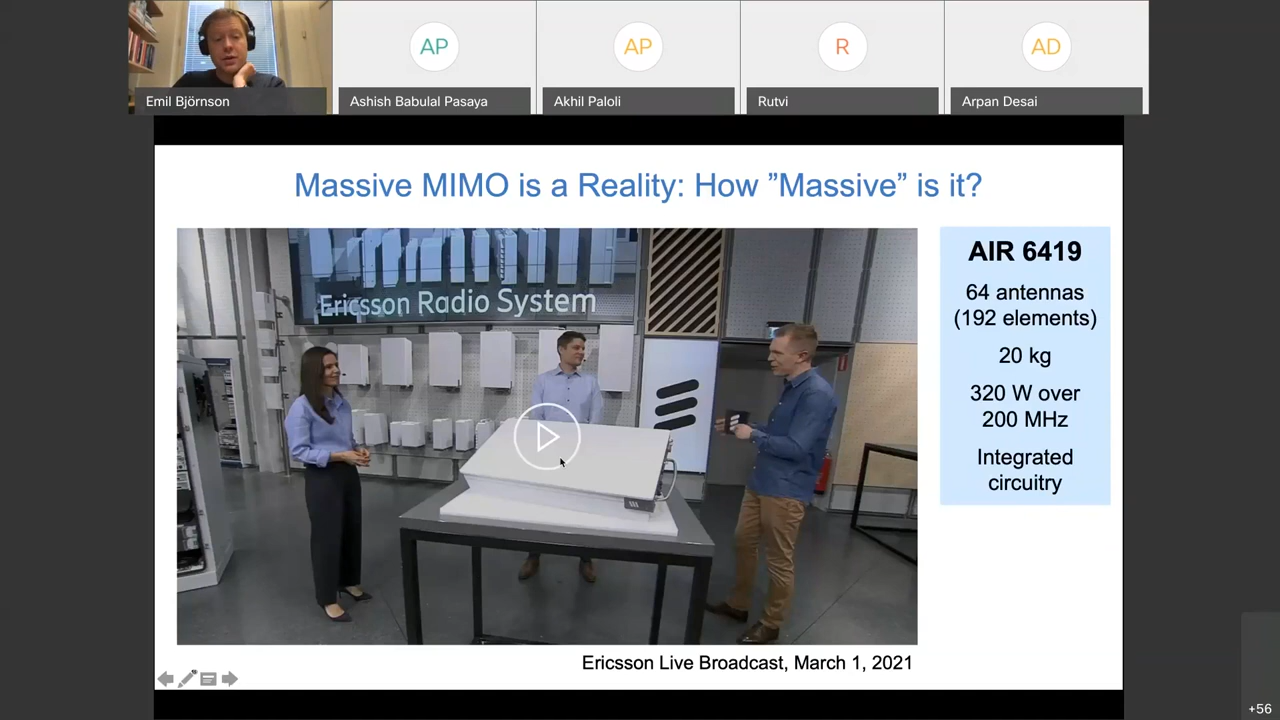 AP
AP
R
AD
Emil Björnson
Ashish Babulal Pasaya
Akhil Paloli
Rutvi
Arpan Desai
Massive MIMO is a Reality: How ”Massive” is it?
Ericsson Radio System
AIR 6419
64 antennas
(192 elements)
20 kg
320 W over
200 MHz
Integrated
circuitry
Ericsson Live Broadcast, March 1, 2021
+56